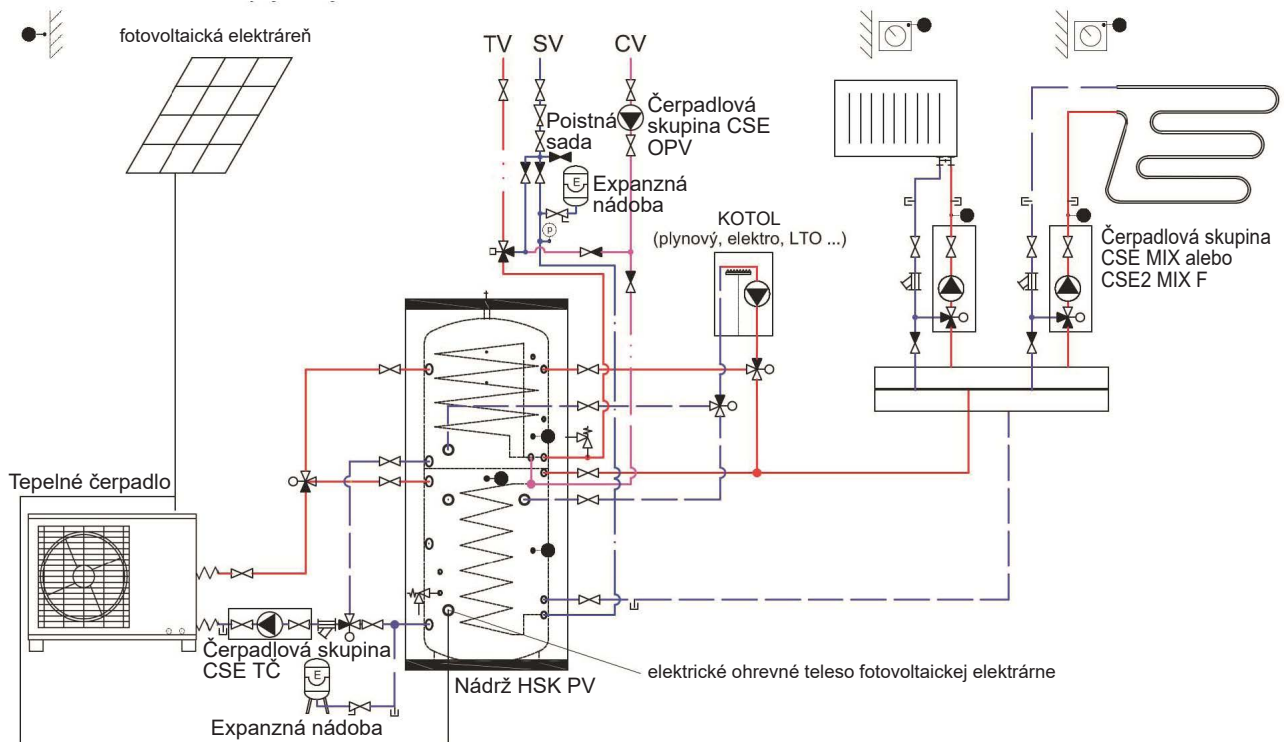 fotovoltaická elektráreň
TV SV CV
Čerpadlová
skupina CSE
OPV
Poistná
sada
E
Expanzná
nádoba
P
KOTOL
(plynový, elektro, LTO ...)
Čerpadlová skupina
CSE MIX alebo
CSE2 MIX F
Tepelné čerpadlo
Čerpadlová skupina
CSE TČ
E
Expanzná nádoba
Nádrž HSK PV
elektrické ohrevné teleso fotovoltaickej elektrárne